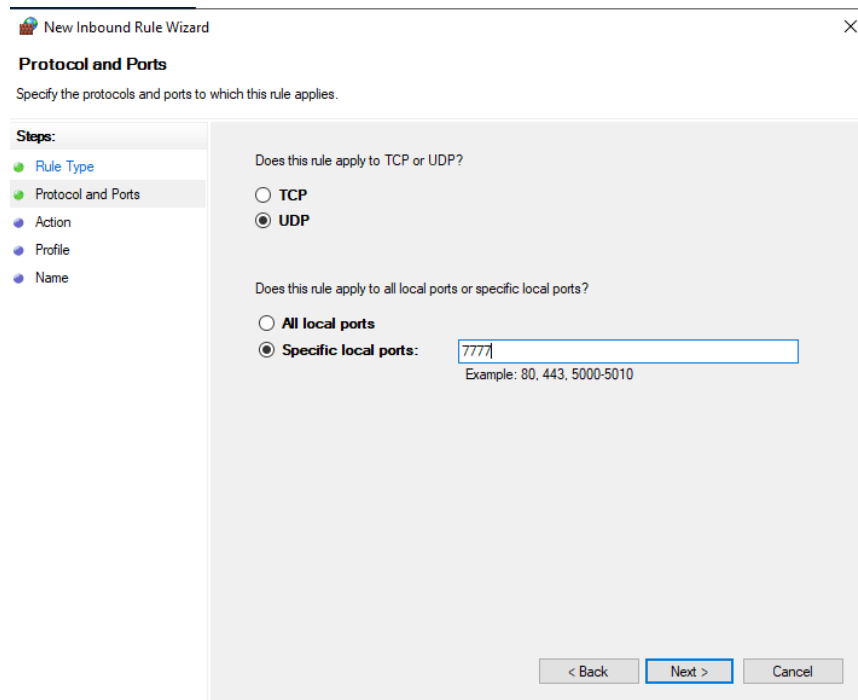 New Inbound Rule Wizard
Protocol and Ports
Specify the protocols and ports to which this rule applies.
Steps:
Rule Type
Protocol and Ports
Action
Profile
Name
Does this rule apply to TCP or UDP?
TCP
UDP
Does this rule apply to all local ports or specific local ports?
All local ports
Specific local ports: 7777
Example: 80, 443, 5000-5010
< Back Next > Cancel